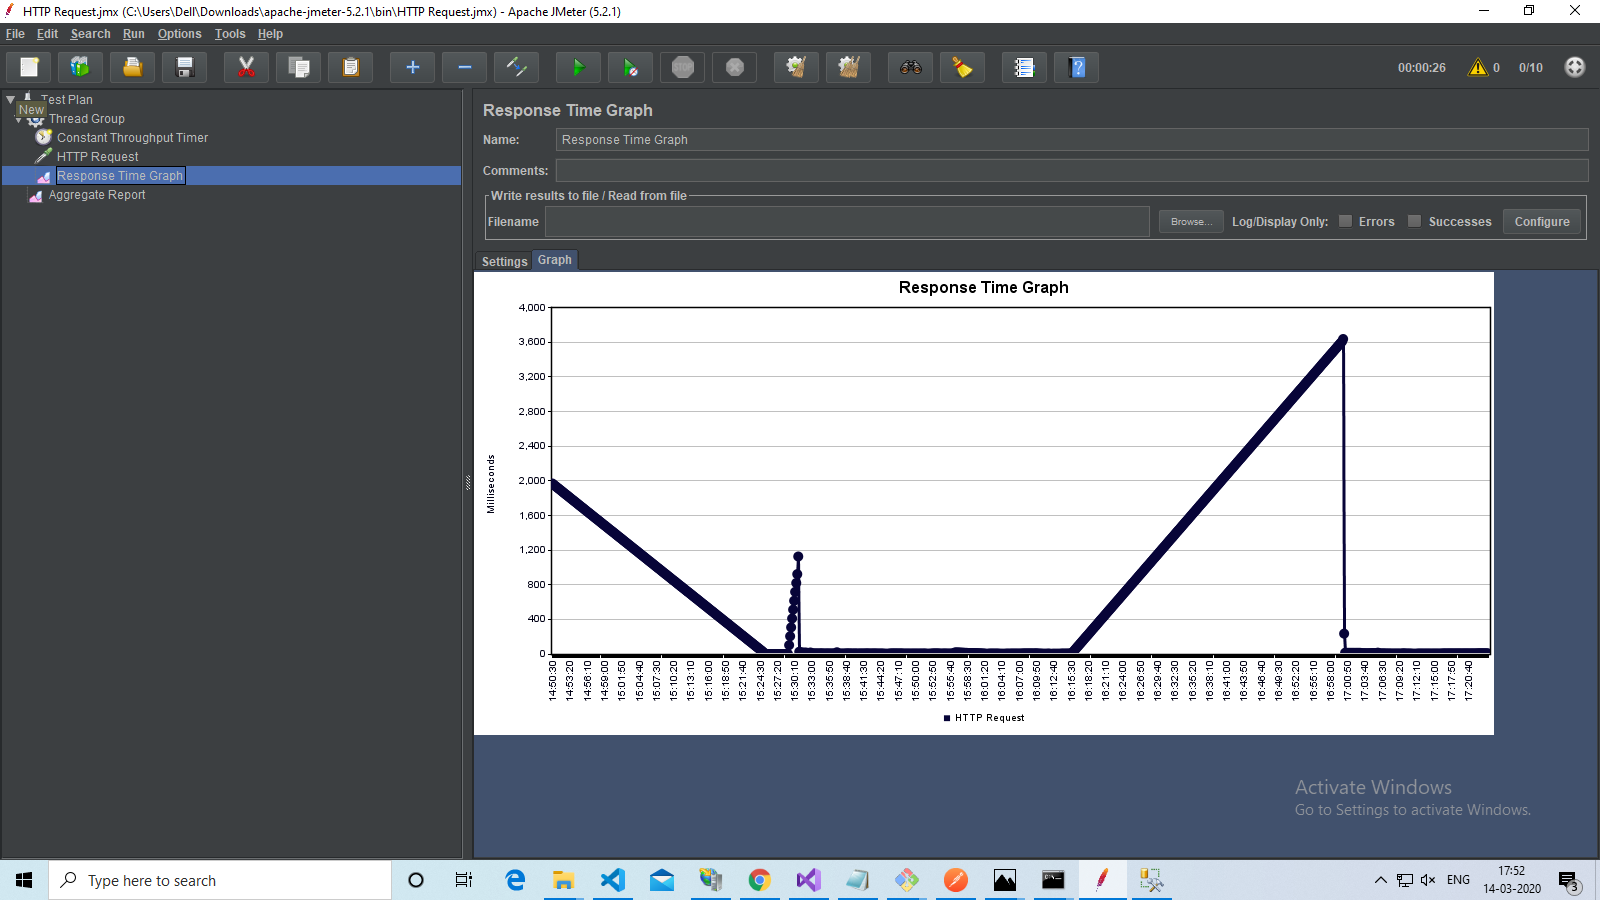 HTTP Request.jmx (C:\Users\Dell\Downloads\apache-jmeter-5.2.1\bin\HTTP Request.jmx) - Apache JMeter (5.2.1)
File Edit Search Run Options Tools Help
STOP
00:00:26 0 0/10
Test Plan
New
Thread Group
Constant Throughput Timer
HTTP Request
Response Time Graph
Aggregate Report
Response Time Graph
Name: Response Time Graph
Comments:
Write results to file / Read from file
Filename Browse... Log/Display Only: Errors Successes Configure
Settings Graph
Response Time Graph
4,000
3,600
3,200
2,800
2,400
2,000
1,600
1,200
800
400
0
Milliseconds
14:50:30 14:53:20 14:56:10 14:59:00 15:01:50 15:04:40 15:07:30 15:10:20 15:13:10 15:16:00 15:18:50 15:21:40 15:24:30 15:27:20 15:30:10 15:33:00 15:35:50 15:38:40 15:41:30 15:44:20 15:47:10 15:50:00 15:52:50 15:55:40 15:58:30 16:01:20 16:04:10 16:07:00 16:09:50 16:12:40 16:15:30 16:18:20 16:21:10 16:24:00 16:26:50 16:29:40 16:32:30 16:35:20 16:38:10 16:41:00 16:43:50 16:46:40 16:49:30 16:52:20 16:55:10 16:58:00 17:00:50 17:03:40 17:06:30 17:09:20 17:12:10 17:15:00 17:17:50 17:20:40
HTTP Request
Activate Windows
Go to Settings to activate Windows.
Type here to search
ENG
17:52
14-03-2020
3